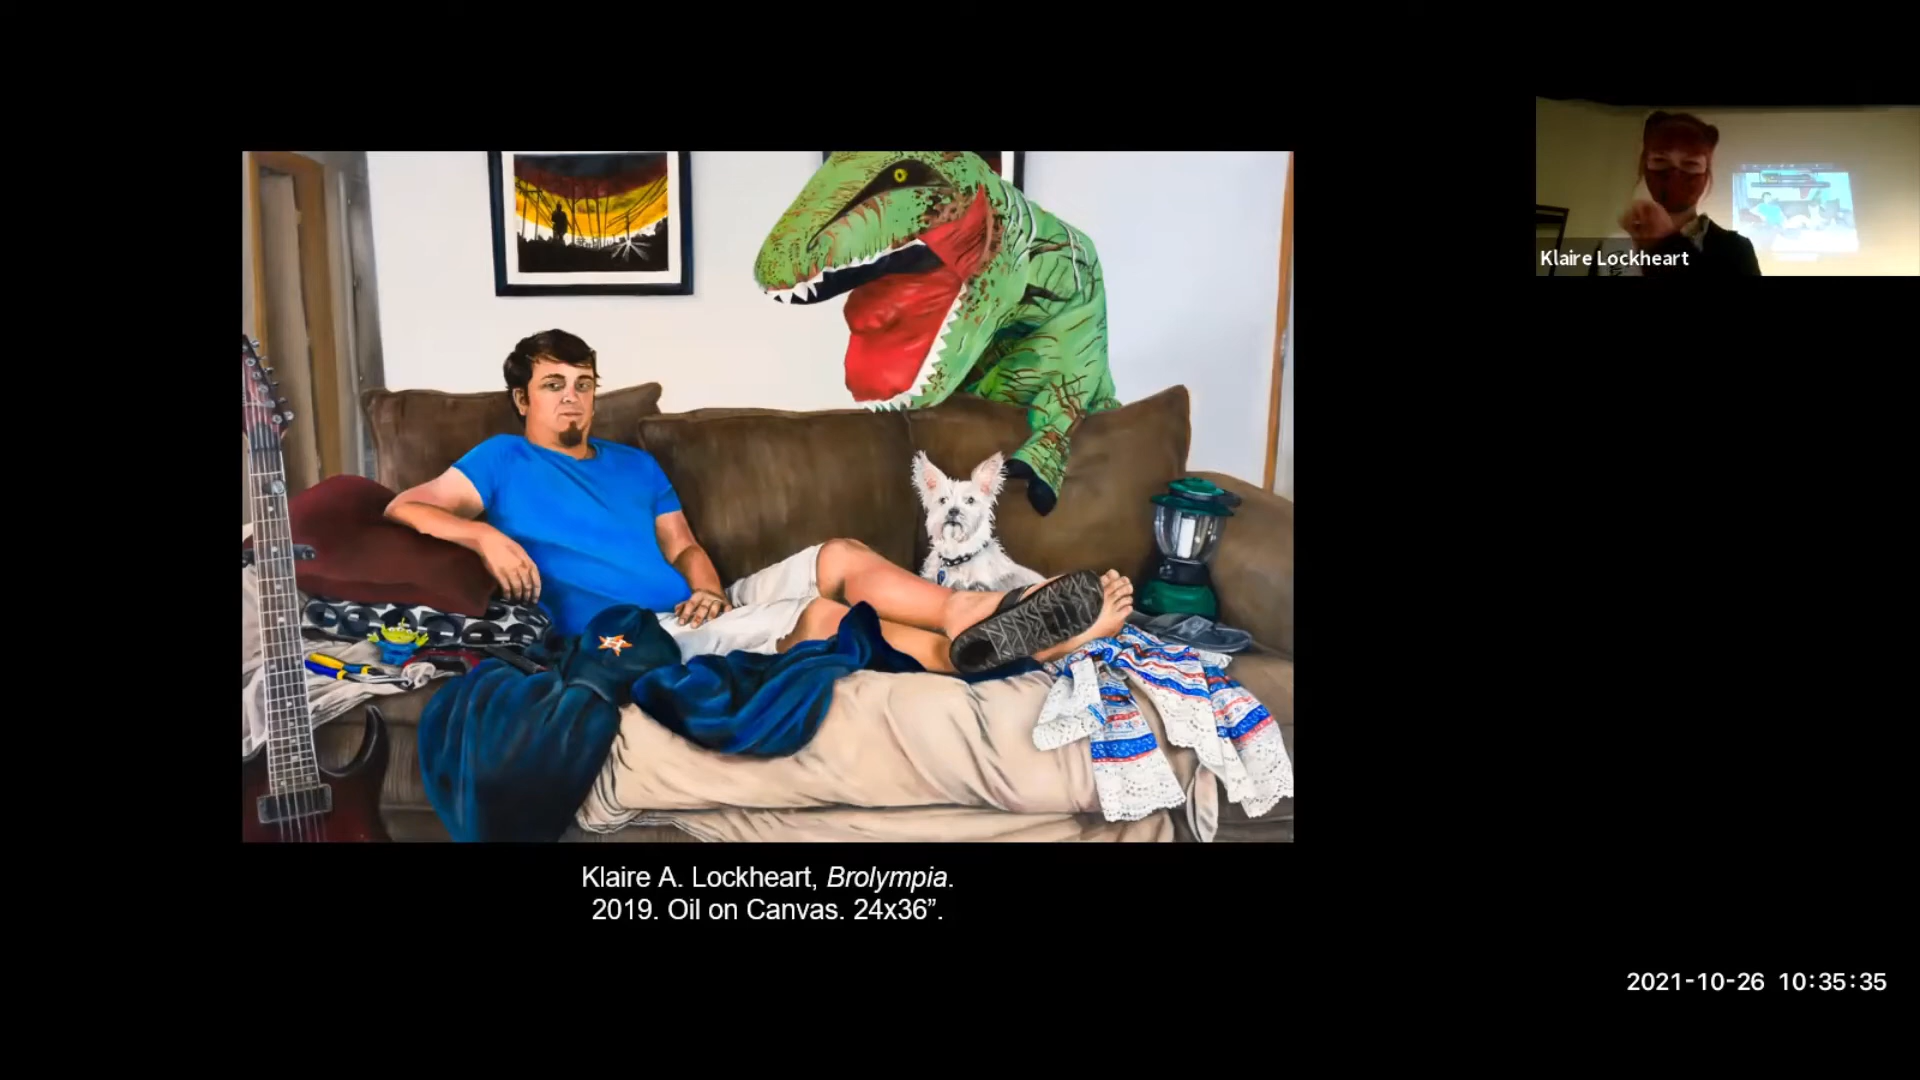 Klaire Lockheart
Klaire A. Lockheart, Brolympia.
2019. Oil on Canvas. 24x36”.
2021-10-26 10:35:35